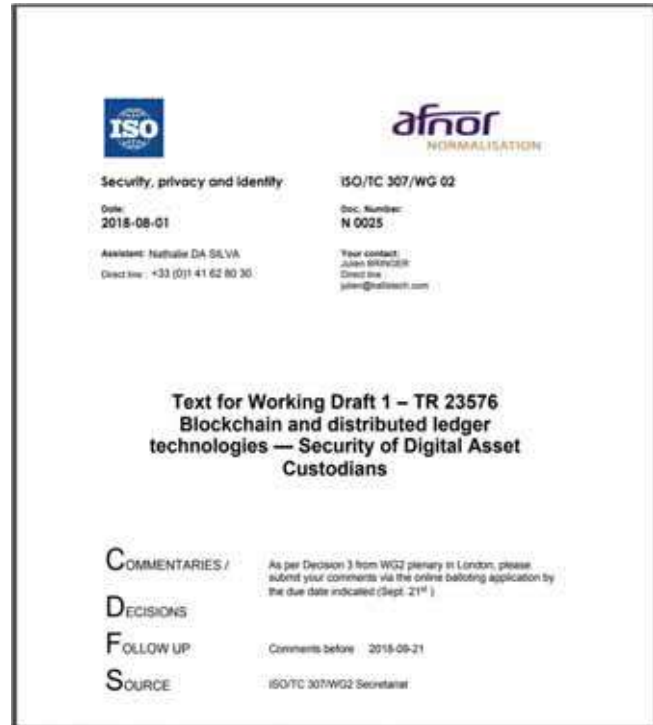 ISO
afnor
NORMALISATION
Security, privacy and identity
ISO/TC 307/WG 02
Date:
2018-08-01
Doc. Number:
N 0025
Assistant: Nathalie DA SILVA
Direct line : +33 (0)1 41 62 80 30
Your contact:
Julien BRINGER
Direct line
Text for Working Draft 1 – TR 23576
Blockchain and distributed ledger
technologies — Security of Digital Asset
Custodians
COMMENTARIES /
As per Decision 3 from WG2 plenary in London, please
submit your comments via the online balloting application by
the due date indicated (Sept. 21st )
DECISIONS
FOLLOW UP
Comments before 2018-09-21
SOURCE
ISO/TC 307/WG2 Secretariat